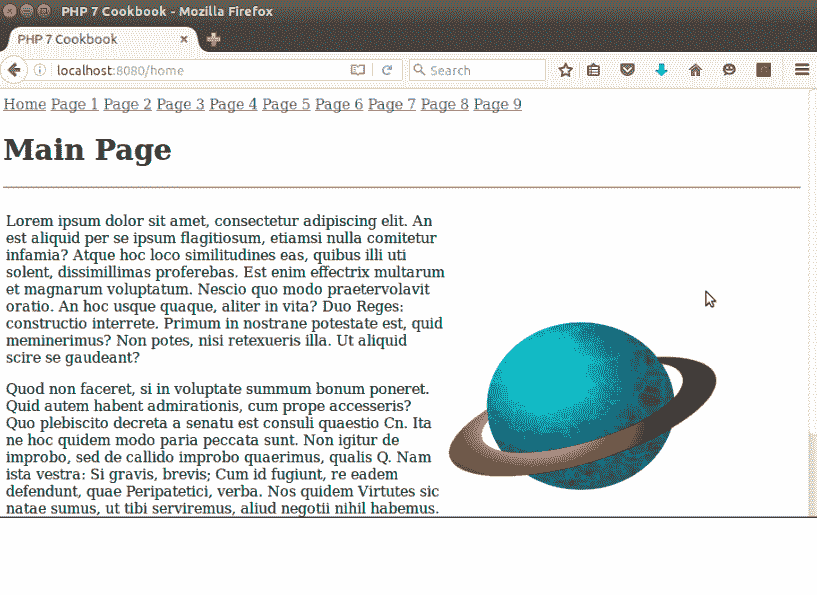 PHP 7 Cookbook - Mozilla Firefox
PHP 7 Cookbook
localhost:8080/home
Search
Home Page 1 Page 2 Page 3 Page 4 Page 5 Page 6 Page 7 Page 8 Page 9
Main Page
Lorem ipsum dolor sit amet, consectetur adipiscing elit. An
est aliquid per se ipsum flagitiosum, etiamsi nulla comitetur
infamia? Atque hoc loco similitudines eas, quibus illi uti
solent, dissimillimas proferebas. Est enim effectrix multarum
et magnarum voluptatum. Nescio quo modo praetervolavit
oratio. An hoc usque quaque, aliter in vita? Duo Reges:
constructio interrete. Primum in nostrane potestate est, quid
meminerimus? Non potes, nisi retexueris illa. Ut aliquid
scire se gaudeant?
Quod non faceret, si in voluptate summum bonum poneret.
Quid autem habent admirationis, cum prope accesseris?
Quo plebiscito decreta a senatu est consuli quaestio Cn. Ita
ne hoc quidem modo paria peccata sunt. Non igitur de
improbo, sed de callido improbo quaerimus, qualis Q. Nam
ista vestra: Si gravis, brevis; Cum id fugiunt, re eadem
defendunt, quae Peripatetici, verba. Nos quidem Virtutes sic
natae sumus, ut tibi serviremus, aliud negotii nihil habemus.